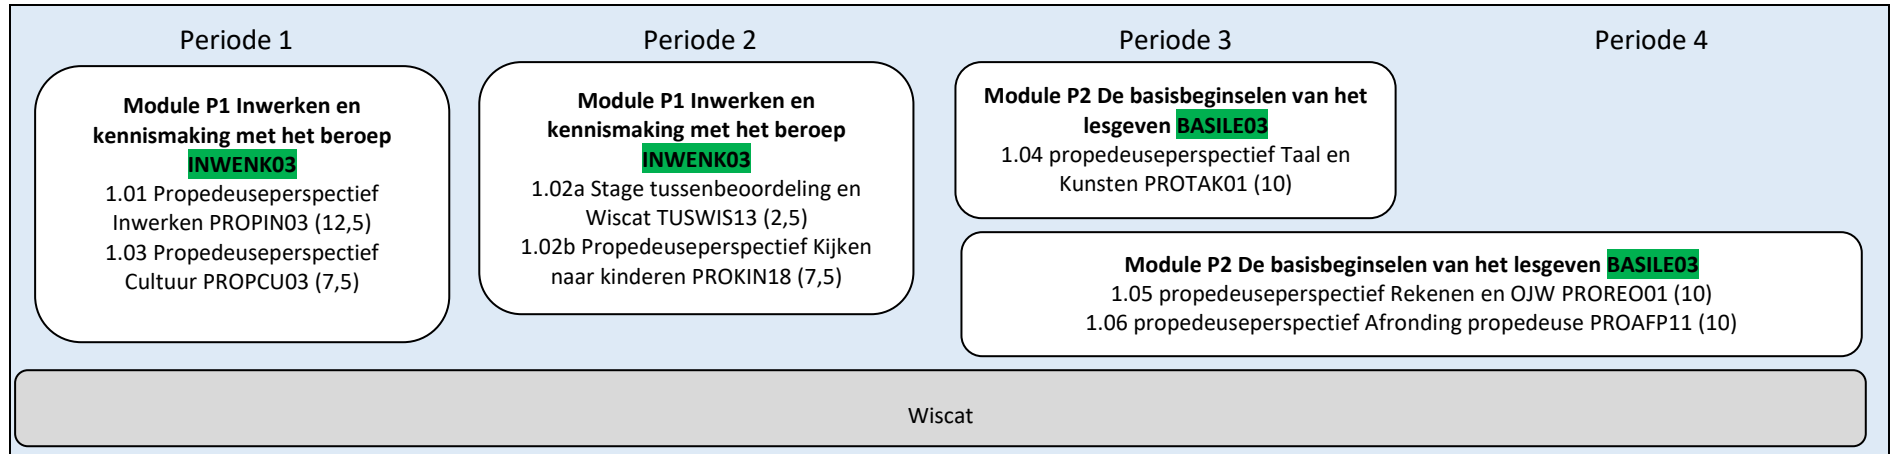 Periode 1
Periode 2
Periode 3
Periode 4
Module P1 Inwerken en
kennismaking met het beroep
INWENK03
1.01 Propedeuseperspectief
Inwerken PROPIN03 (12,5)
1.03 Propedeuseperspectief
Cultuur PROPCU03 (7,5)
Module P1 Inwerken en
kennismaking met het beroep
INWENK03
1.02a Stage tussenbeoordeling en
Wiscat TUSWIS13 (2,5)
1.02b Propedeuseperspectief Kijken
naar kinderen PROKIN18 (7,5)
Module P2 De basisbeginselen van het
lesgeven BASILE03
1.04 propedeuseperspectief Taal en
Kunsten PROTAK01 (10)
Module P2 De basisbeginselen van het lesgeven BASILE03
1.05 propedeuseperspectief Rekenen en OJW PROREO01 (10)
1.06 propedeuseperspectief Afronding propedeuse PROAFP11 (10)
Wiscat